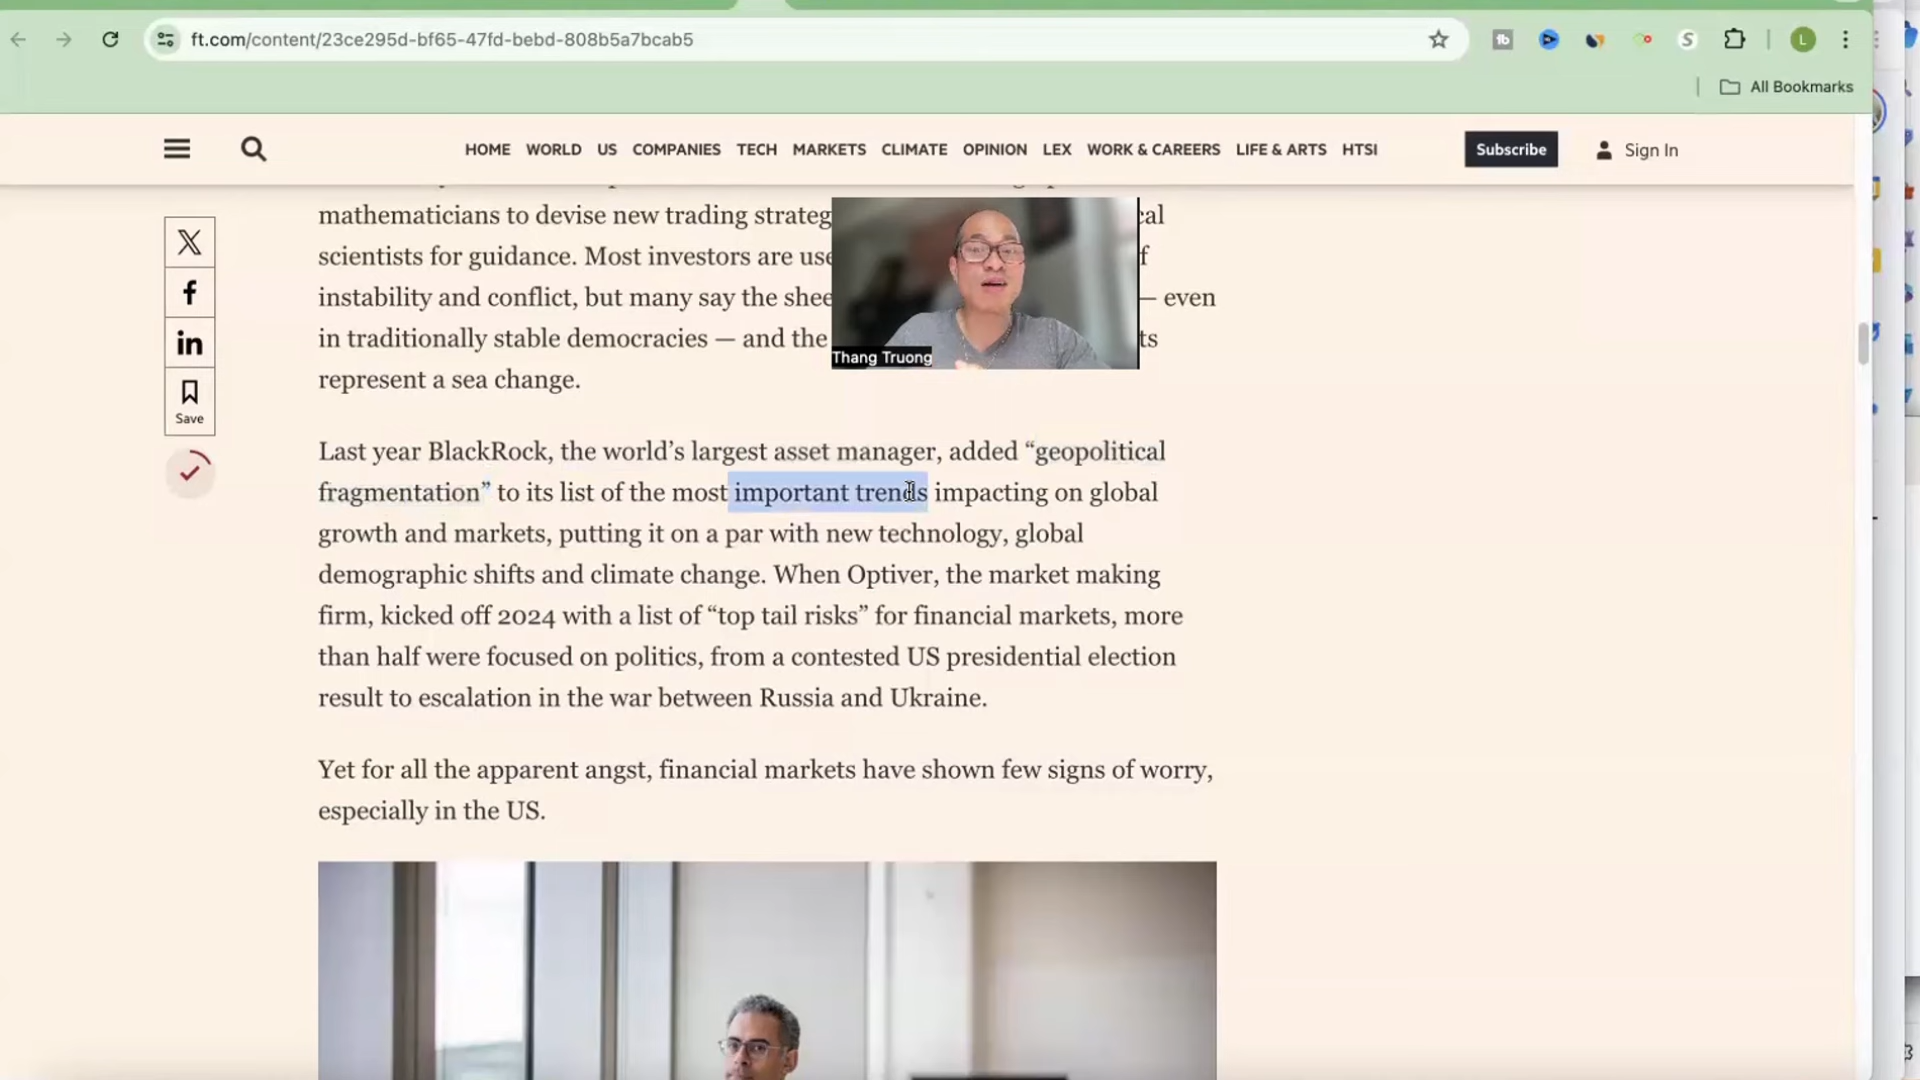 ft.com/content/23ce295d-bf65-47fd-bebd-808b5a7bcab5
All Bookmarks
HOME WORLD US COMPANIES TECH MARKETS CLIMATE OPINION LEX WORK & CAREERS LIFE & ARTS HTSI
Subscribe
Sign In
mathematicians to devise new trading
scientists for guidance. Most investors are
instability and conflict, but many say the — even
in traditionally stable democracies — and the
represent a sea change.
Thang Truong
Save
Last year BlackRock, the world’s largest asset manager, added “geopolitical
fragmentation” to its list of the most important trends impacting on global
growth and markets, putting it on a par with new technology, global
demographic shifts and climate change. When Optiver, the market making
firm, kicked off 2024 with a list of “top tail risks” for financial markets, more
than half were focused on politics, from a contested US presidential election
result to escalation in the war between Russia and Ukraine.
Yet for all the apparent angst, financial markets have shown few signs of worry,
especially in the US.